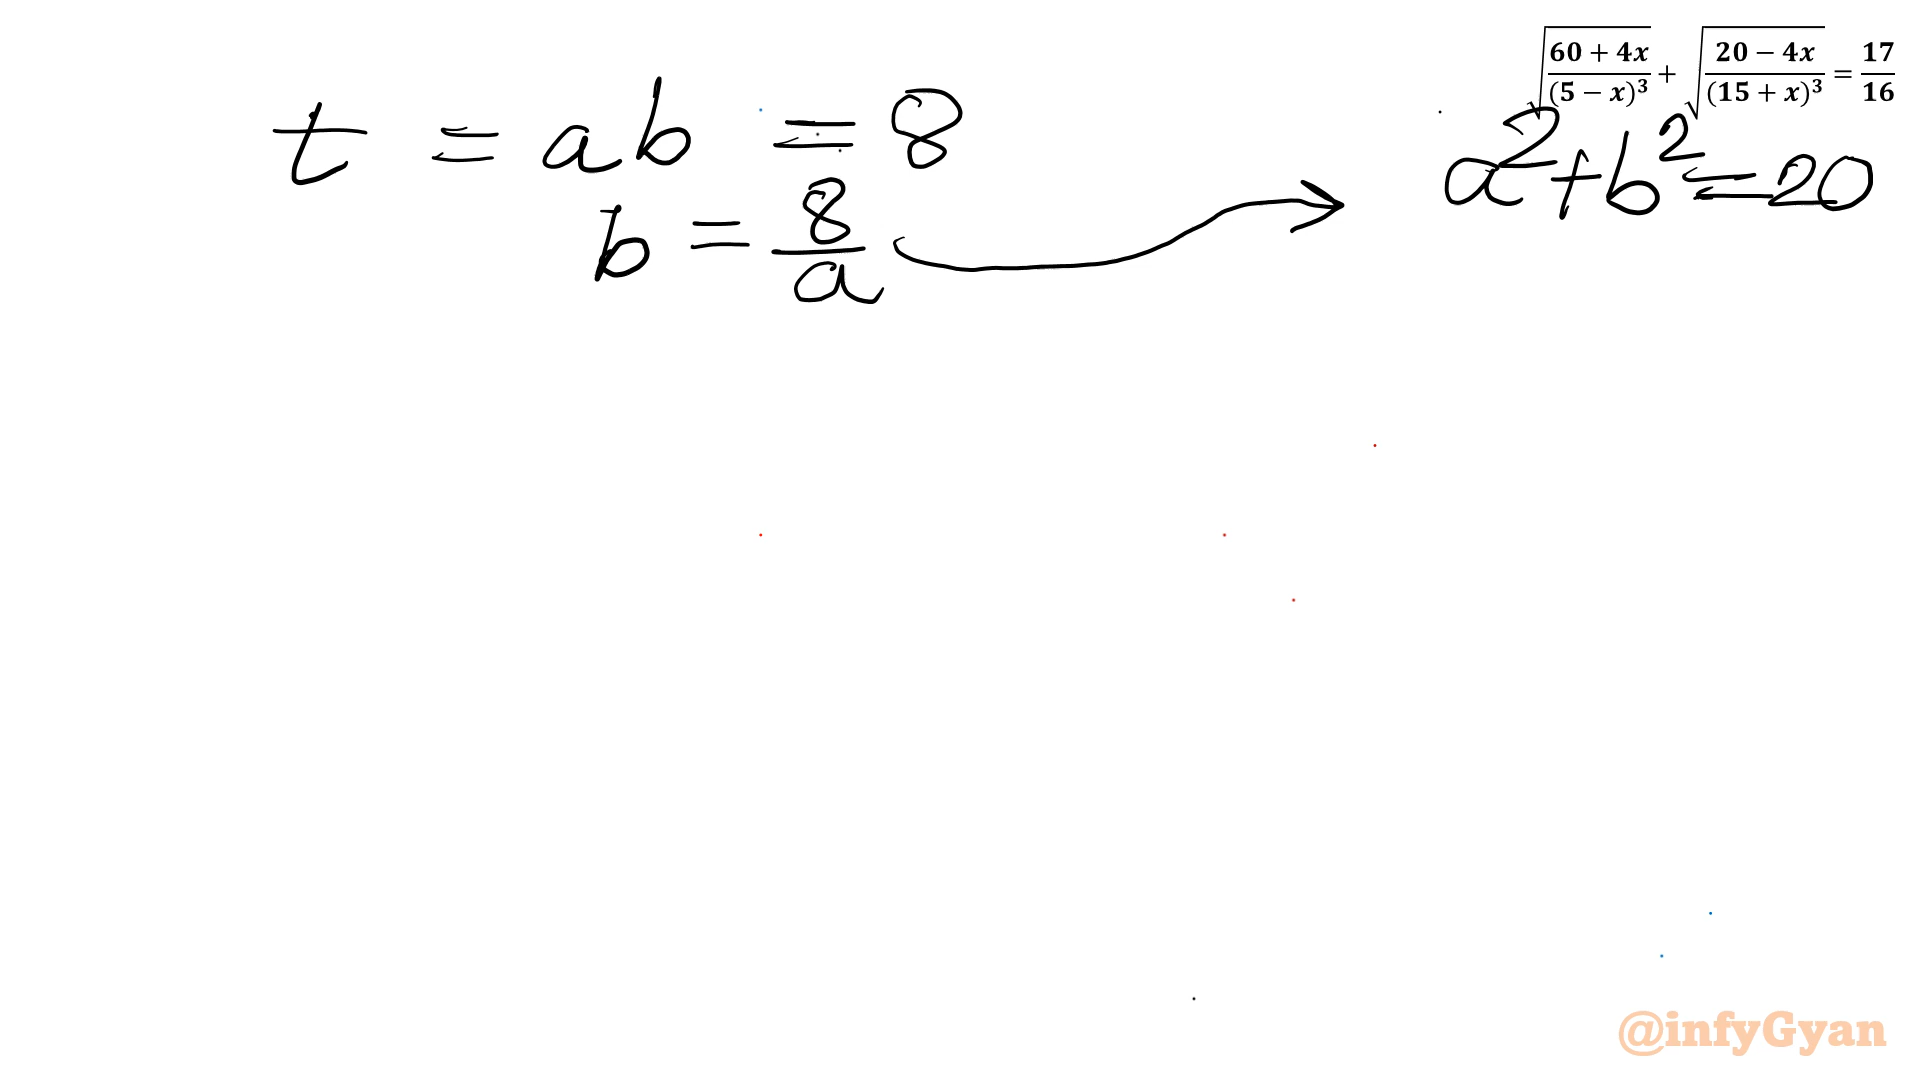 √((60 + 4x)/(5 − x)³) + √((20 − 4x)/(15 + x)³) = 17/16
t = ab = 8
a² + b² = 20
b = 8/a →
@infyGyan